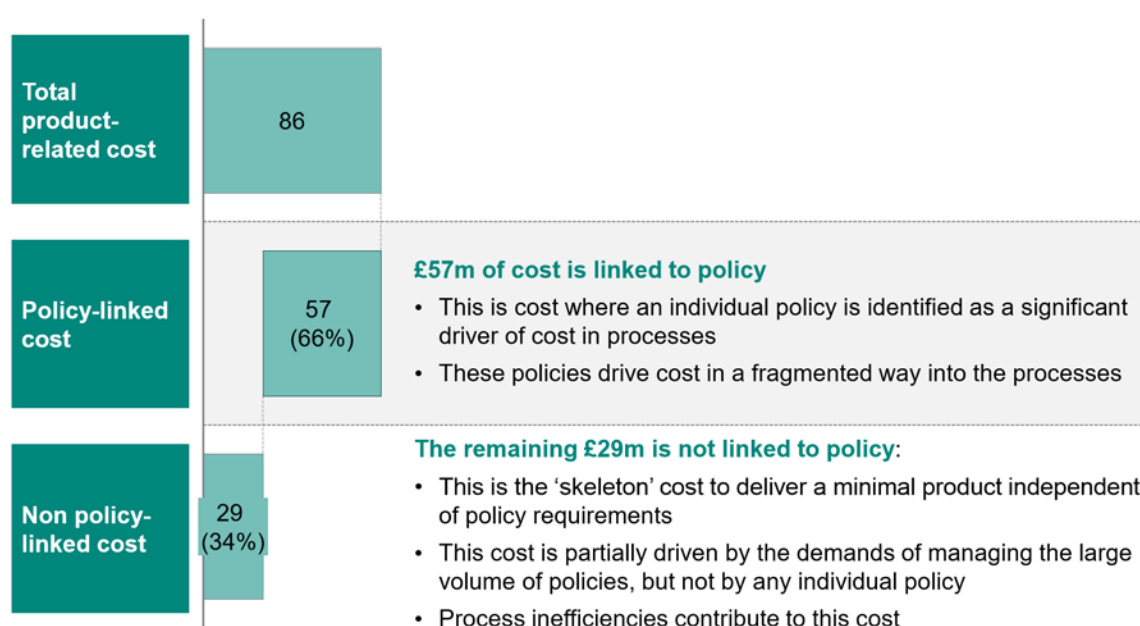 Total
product-
related cost
86
Policy-linked
cost
57
(66%)
£57m of cost is linked to policy
• This is cost where an individual policy is identified as a significant
driver of cost in processes
• These policies drive cost in a fragmented way into the processes
Non policy-
linked cost
29
(34%)
The remaining £29m is not linked to policy:
• This is the ‘skeleton’ cost to deliver a minimal product independent
of policy requirements
• This cost is partially driven by the demands of managing the large
volume of policies, but not by any individual policy
• Process inefficiencies contribute to this cost